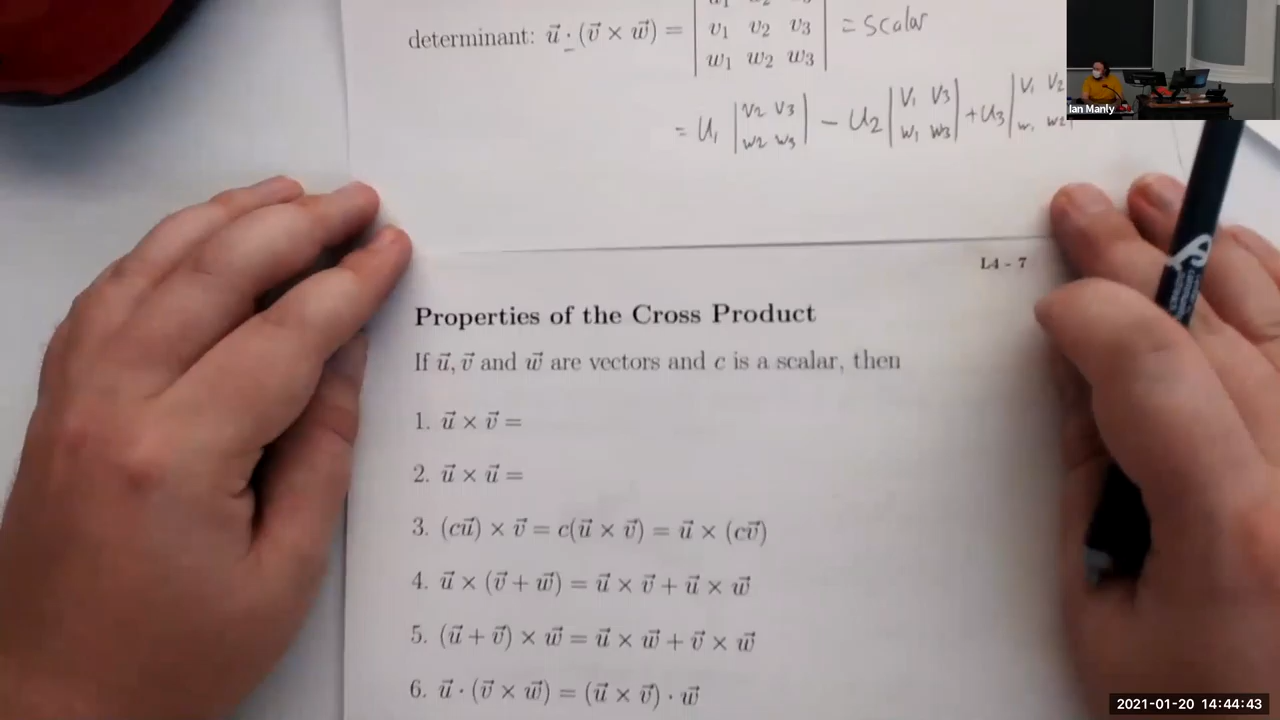 determinant: u⃗ · (v⃗ × w⃗) = | v₁ v₂ v₃ | = scalar
w₁ w₂ w₃
= u₁ | v₂ v₃ | − u₂ | v₁ v₃ | + u₃ | v₁ v₂
w₂ w₃ w₁ w₃ w₁ w₂
Ian Manly
L4 - 7
Properties of the Cross Product
If u⃗, v⃗ and w⃗ are vectors and c is a scalar, then
1. u⃗ × v⃗ =
2. u⃗ × u⃗ =
3. (cu⃗) × v⃗ = c(u⃗ × v⃗) = u⃗ × (cv⃗)
4. u⃗ × (v⃗ + w⃗) = u⃗ × v⃗ + u⃗ × w⃗
5. (u⃗ + v⃗) × w⃗ = u⃗ × w⃗ + v⃗ × w⃗
6. u⃗ · (v⃗ × w⃗) = (u⃗ × v⃗) · w⃗
2021-01-20 14:44:43